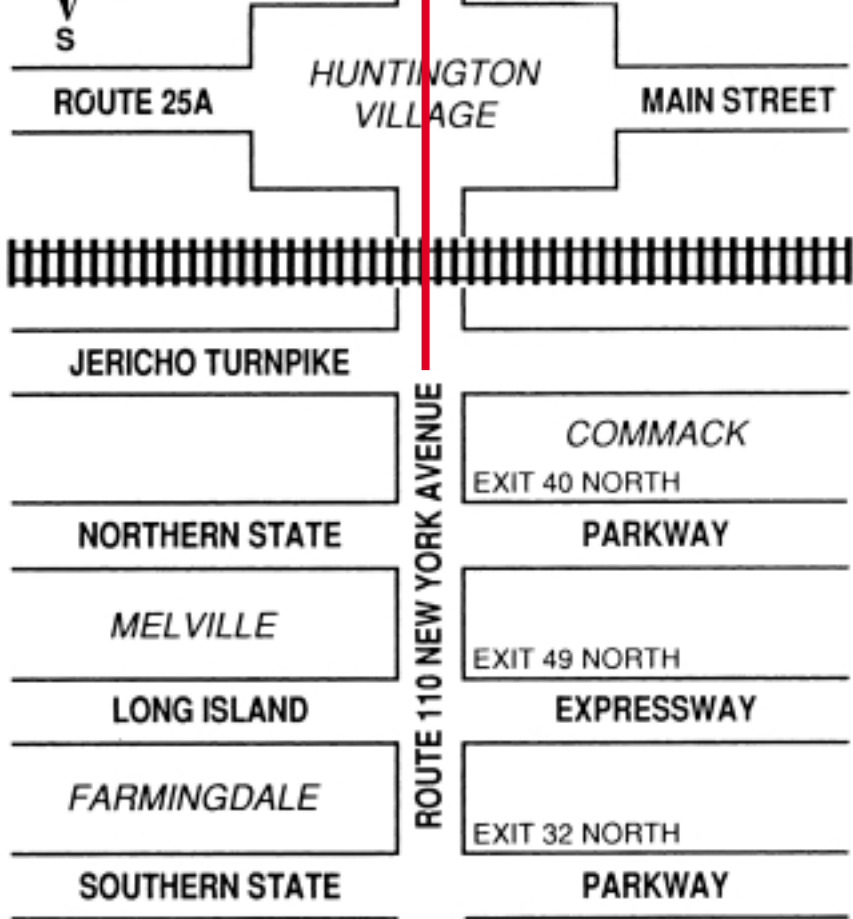 S
HUNTINGTON
VILLAGE
ROUTE 25A
MAIN STREET
JERICHO TURNPIKE
ROUTE 110 NEW YORK AVENUE
COMMACK
EXIT 40 NORTH
NORTHERN STATE
PARKWAY
MELVILLE
EXIT 49 NORTH
LONG ISLAND
EXPRESSWAY
FARMINGDALE
EXIT 32 NORTH
SOUTHERN STATE
PARKWAY